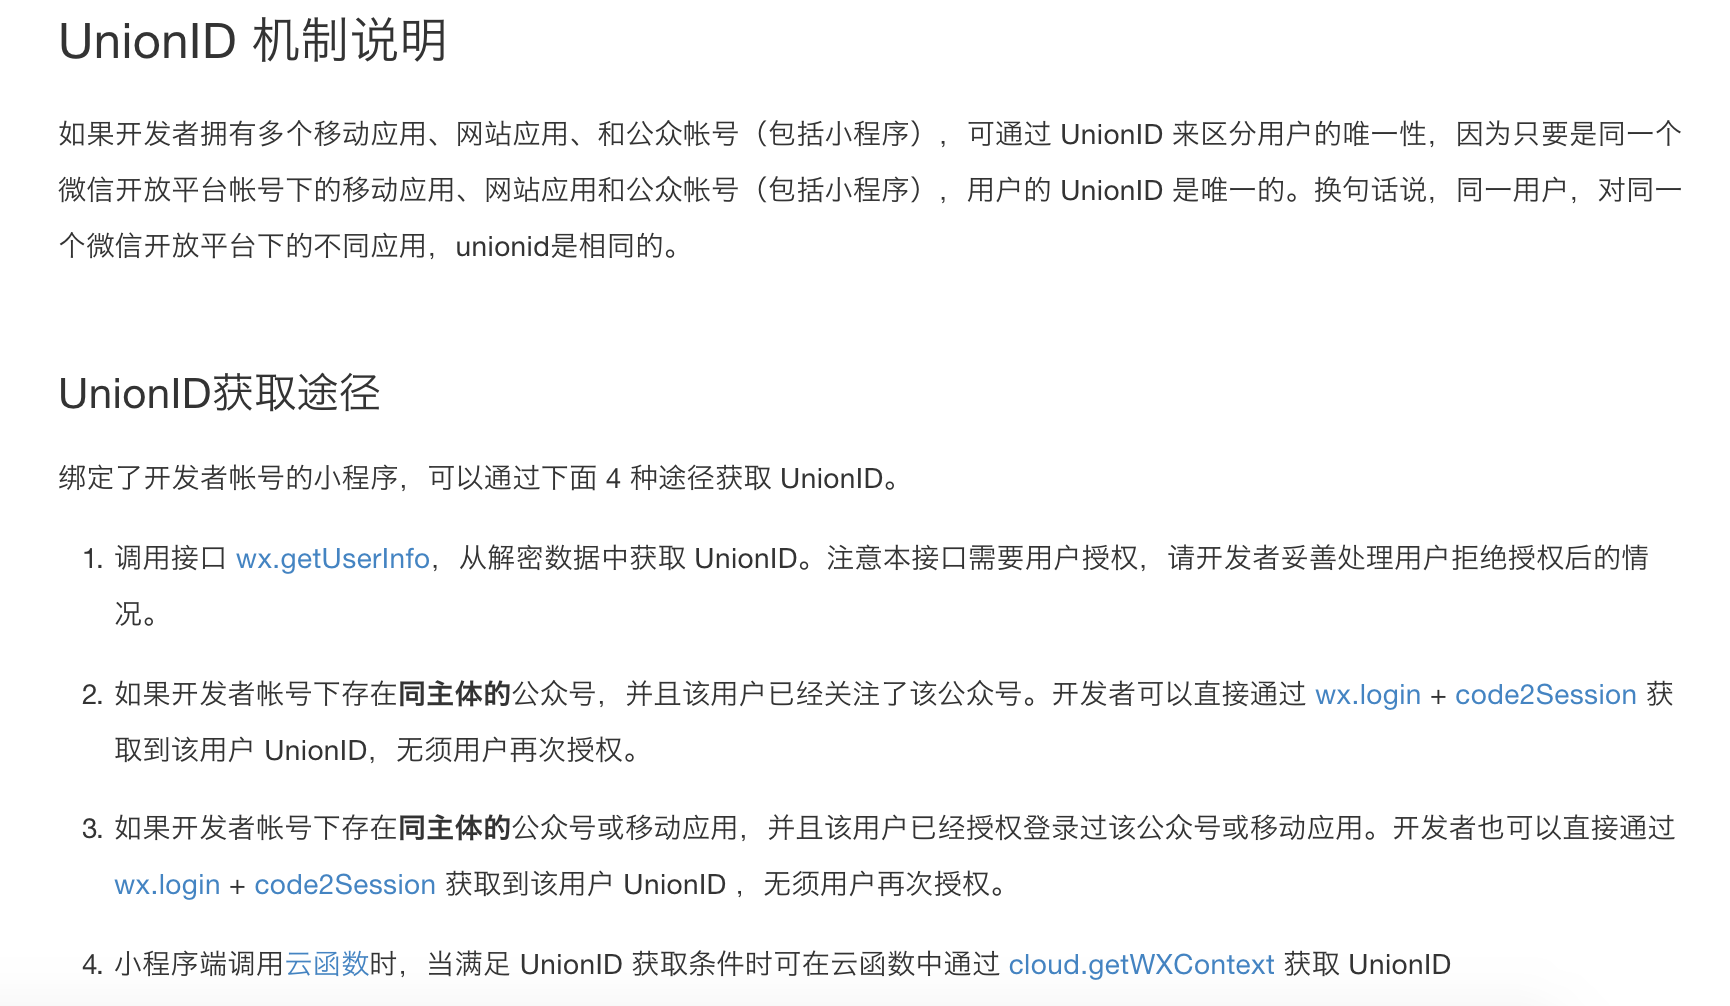 UnionID 机制说明
如果开发者拥有多个移动应用、网站应用、和公众帐号（包括小程序），可通过 UnionID 来区分用户的唯一性，因为只要是同一个
微信开放平台帐号下的移动应用、网站应用和公众帐号（包括小程序），用户的 UnionID 是唯一的。换句话说，同一用户，对同一
个微信开放平台下的不同应用，unionid是相同的。
UnionID获取途径
绑定了开发者帐号的小程序，可以通过下面 4 种途径获取 UnionID。
1. 调用接口 wx.getUserInfo，从解密数据中获取 UnionID。注意本接口需要用户授权，请开发者妥善处理用户拒绝授权后的情
况。
2. 如果开发者帐号下存在同主体的公众号，并且该用户已经关注了该公众号。开发者可以直接通过 wx.login + code2Session 获
取到该用户 UnionID，无须用户再次授权。
3. 如果开发者帐号下存在同主体的公众号或移动应用，并且该用户已经授权登录过该公众号或移动应用。开发者也可以直接通过
wx.login + code2Session 获取到该用户 UnionID ，无须用户再次授权。
4. 小程序端调用云函数时，当满足 UnionID 获取条件时可在云函数中通过 cloud.getWXContext 获取 UnionID